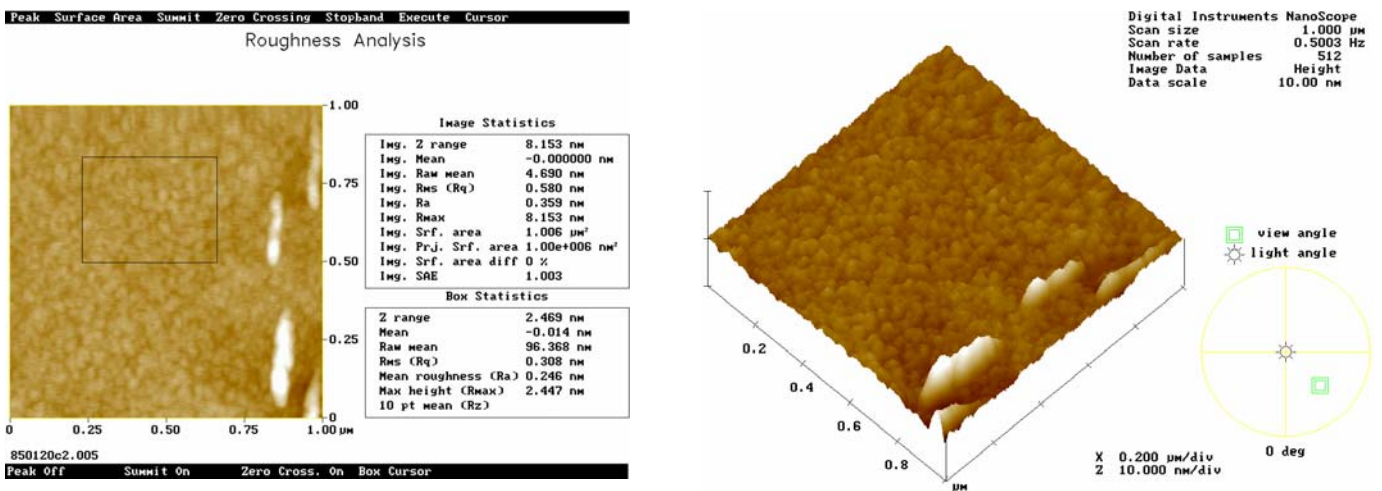 Peak Surface Area Summit Zero Crossing Stopband Execute Cursor
Roughness Analysis
1.00
0.75
0.50
0.25
0
0 0.25 0.50 0.75 1.00 µm
Image Statistics
Img. Z range 8.153 nm
Img. Mean -0.000000 nm
Img. Raw mean 4.690 nm
Img. Rms (Rq) 0.580 nm
Img. Ra 0.359 nm
Img. Rmax 8.153 nm
Img. Srf. area 1.006 µm²
Img. Prj. Srf. area 1.00e+006 nm²
Img. Srf. area diff 0 %
Img. SAE 1.003
Box Statistics
Z range 2.469 nm
Mean -0.014 nm
Raw mean 96.368 nm
Rms (Rq) 0.308 nm
Mean roughness (Ra) 0.246 nm
Max height (Rmax) 2.447 nm
10 pt mean (Rz)
850120c2.005
Peak Off Summit On Zero Cross. On Box Cursor
Digital Instruments NanoScope
Scan size 1.000 µm
Scan rate 0.5003 Hz
Number of samples 512
Image Data Height
Data scale 10.00 nm
view angle
light angle
0.2
0.4
0.6
0.8
µm
X 0.200 µm/div
Z 10.000 nm/div
0 deg